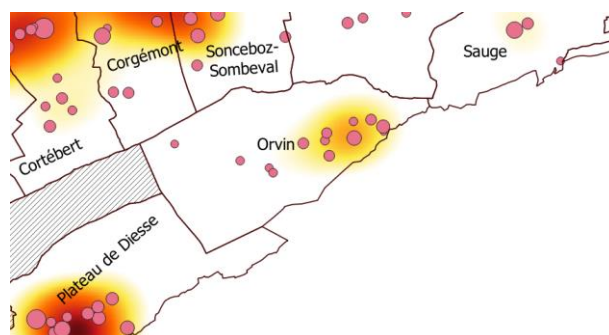 Corgémont
Sonceboz-
Sombeval
Sauge
Orvin
Cortébert
Plateau de Diesse